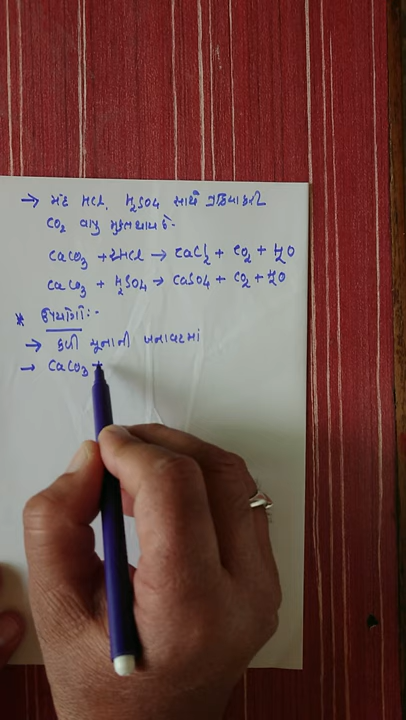 → મંદ HCl, H₂SO4 સાથે પ્રક્રિયા કરી
CO₂ વાયુ મુક્ત થાય છે.
CaCO₃ + 2HCl → CaCl₂ + CO₂ + H₂O
CaCO₃ + H₂SO4 → CaSO4 + CO₂ + H₂O
* ઉપયોગો :-
→ કળી ચૂનાની બનાવટમાં
→ CaCO₃